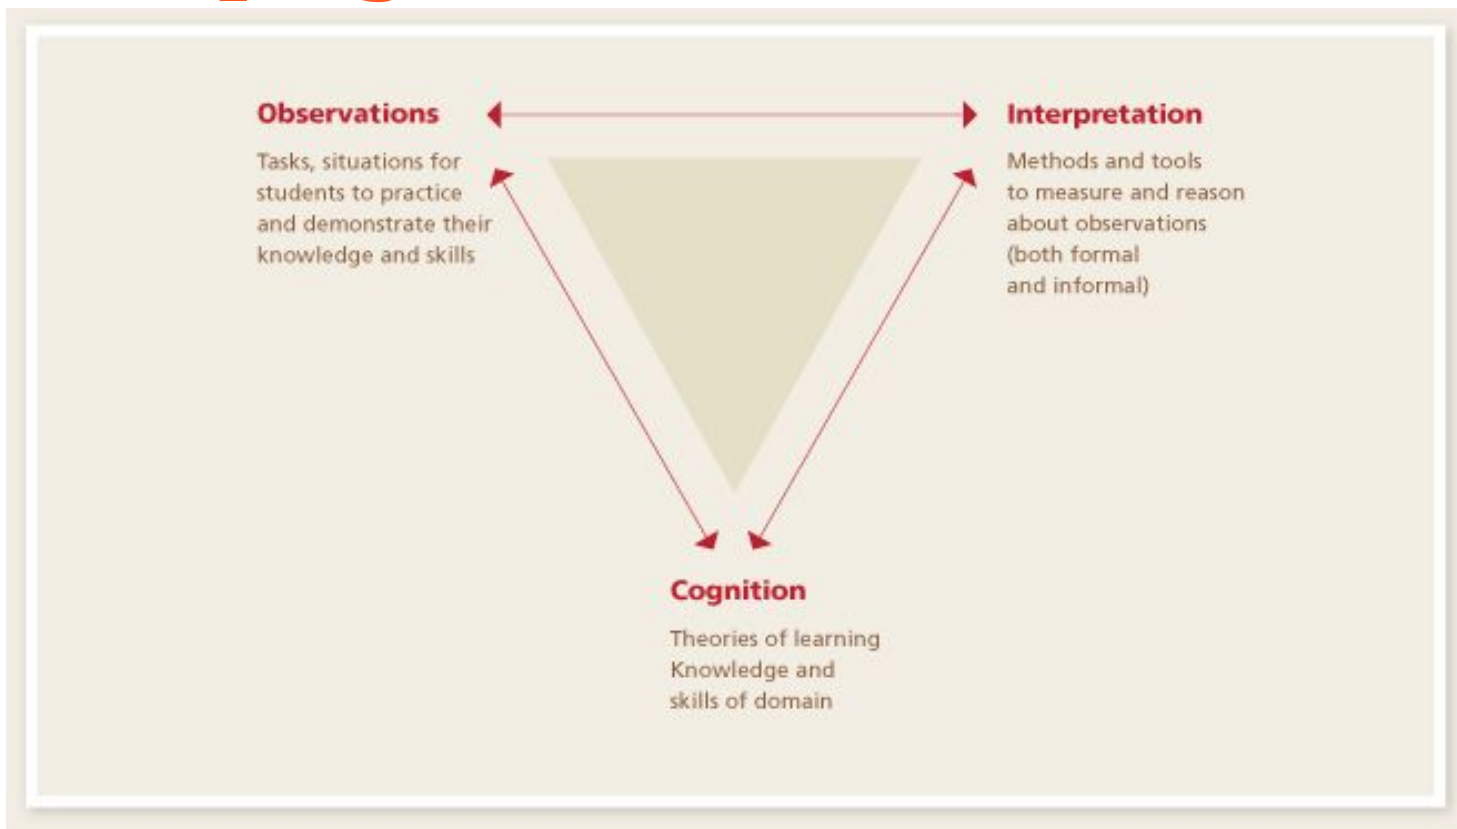 Observations
Tasks, situations for
students to practice
and demonstrate their
knowledge and skills
Interpretation
Methods and tools
to measure and reason
about observations
(both formal
and informal)
Cognition
Theories of learning
Knowledge and
skills of domain